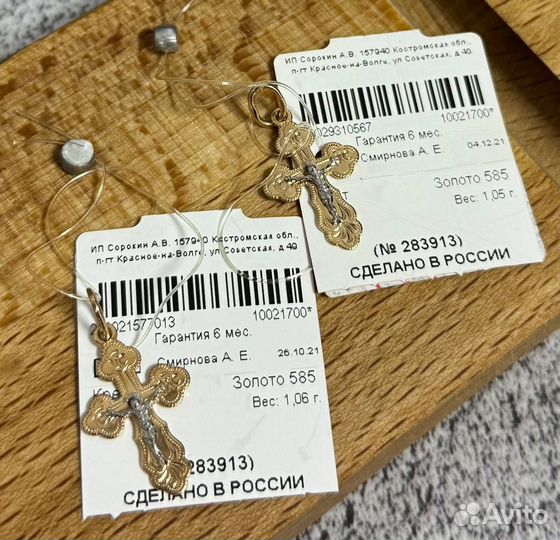 ИП Сорокин А.В. 157940 Костромская обл.,
п-гт Красное-на-Волге, ул Советская, д 49
029310567
10021700*
Гарантия 6 мес.
Смирнова А. Е.
04.12.21
Золото 585
Вес: 1,05 г.
(№ 283913)
СДЕЛАНО В РОССИИ
ИП Сорокин А.В. 157940 Костромская обл.,
п-гт Красное-на-Волге, ул Советская, д 49
021577013
10021700*
Гарантия 6 мес.
Смирнова А. Е.
26.10.21
Золото 585
Вес: 1,06 г.
283913)
СДЕЛАНО В РОССИИ
Avito